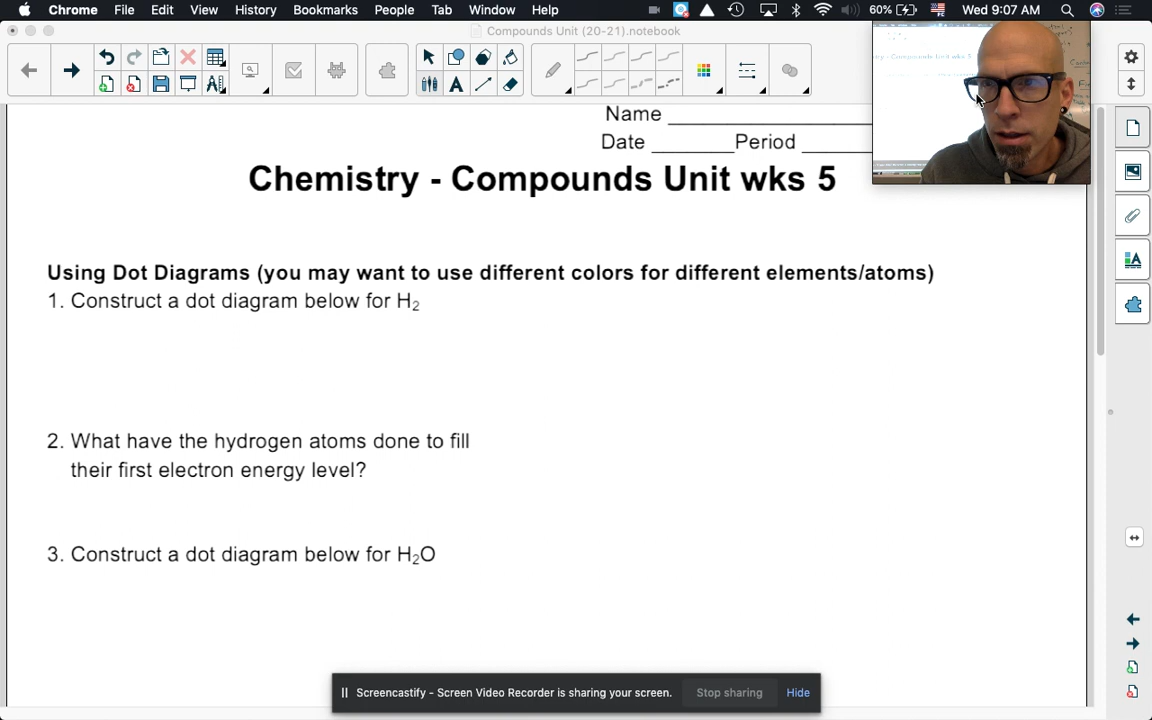 Chrome File Edit View History Bookmarks People Tab Window Help 60% Wed 9:07 AM
Compounds Unit (20-21).notebook
Name ____________________
Date _______Period ______
Chemistry - Compounds Unit wks 5
Using Dot Diagrams (you may want to use different colors for different elements/atoms)
1. Construct a dot diagram below for H₂
2. What have the hydrogen atoms done to fill
their first electron energy level?
3. Construct a dot diagram below for H₂O
Screencastify - Screen Video Recorder is sharing your screen. Stop sharing Hide